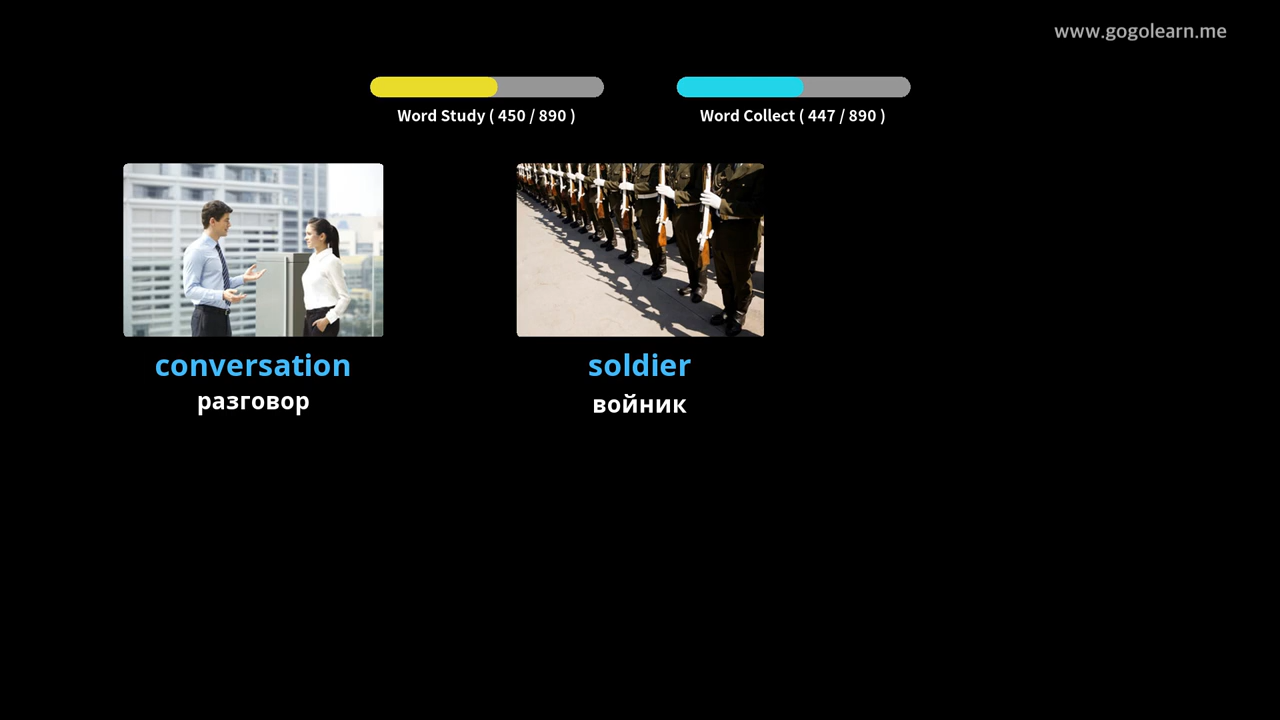 www.gogolearn.me
Word Study ( 450 / 890 )
Word Collect ( 447 / 890 )
conversation
разговор
soldier
войник